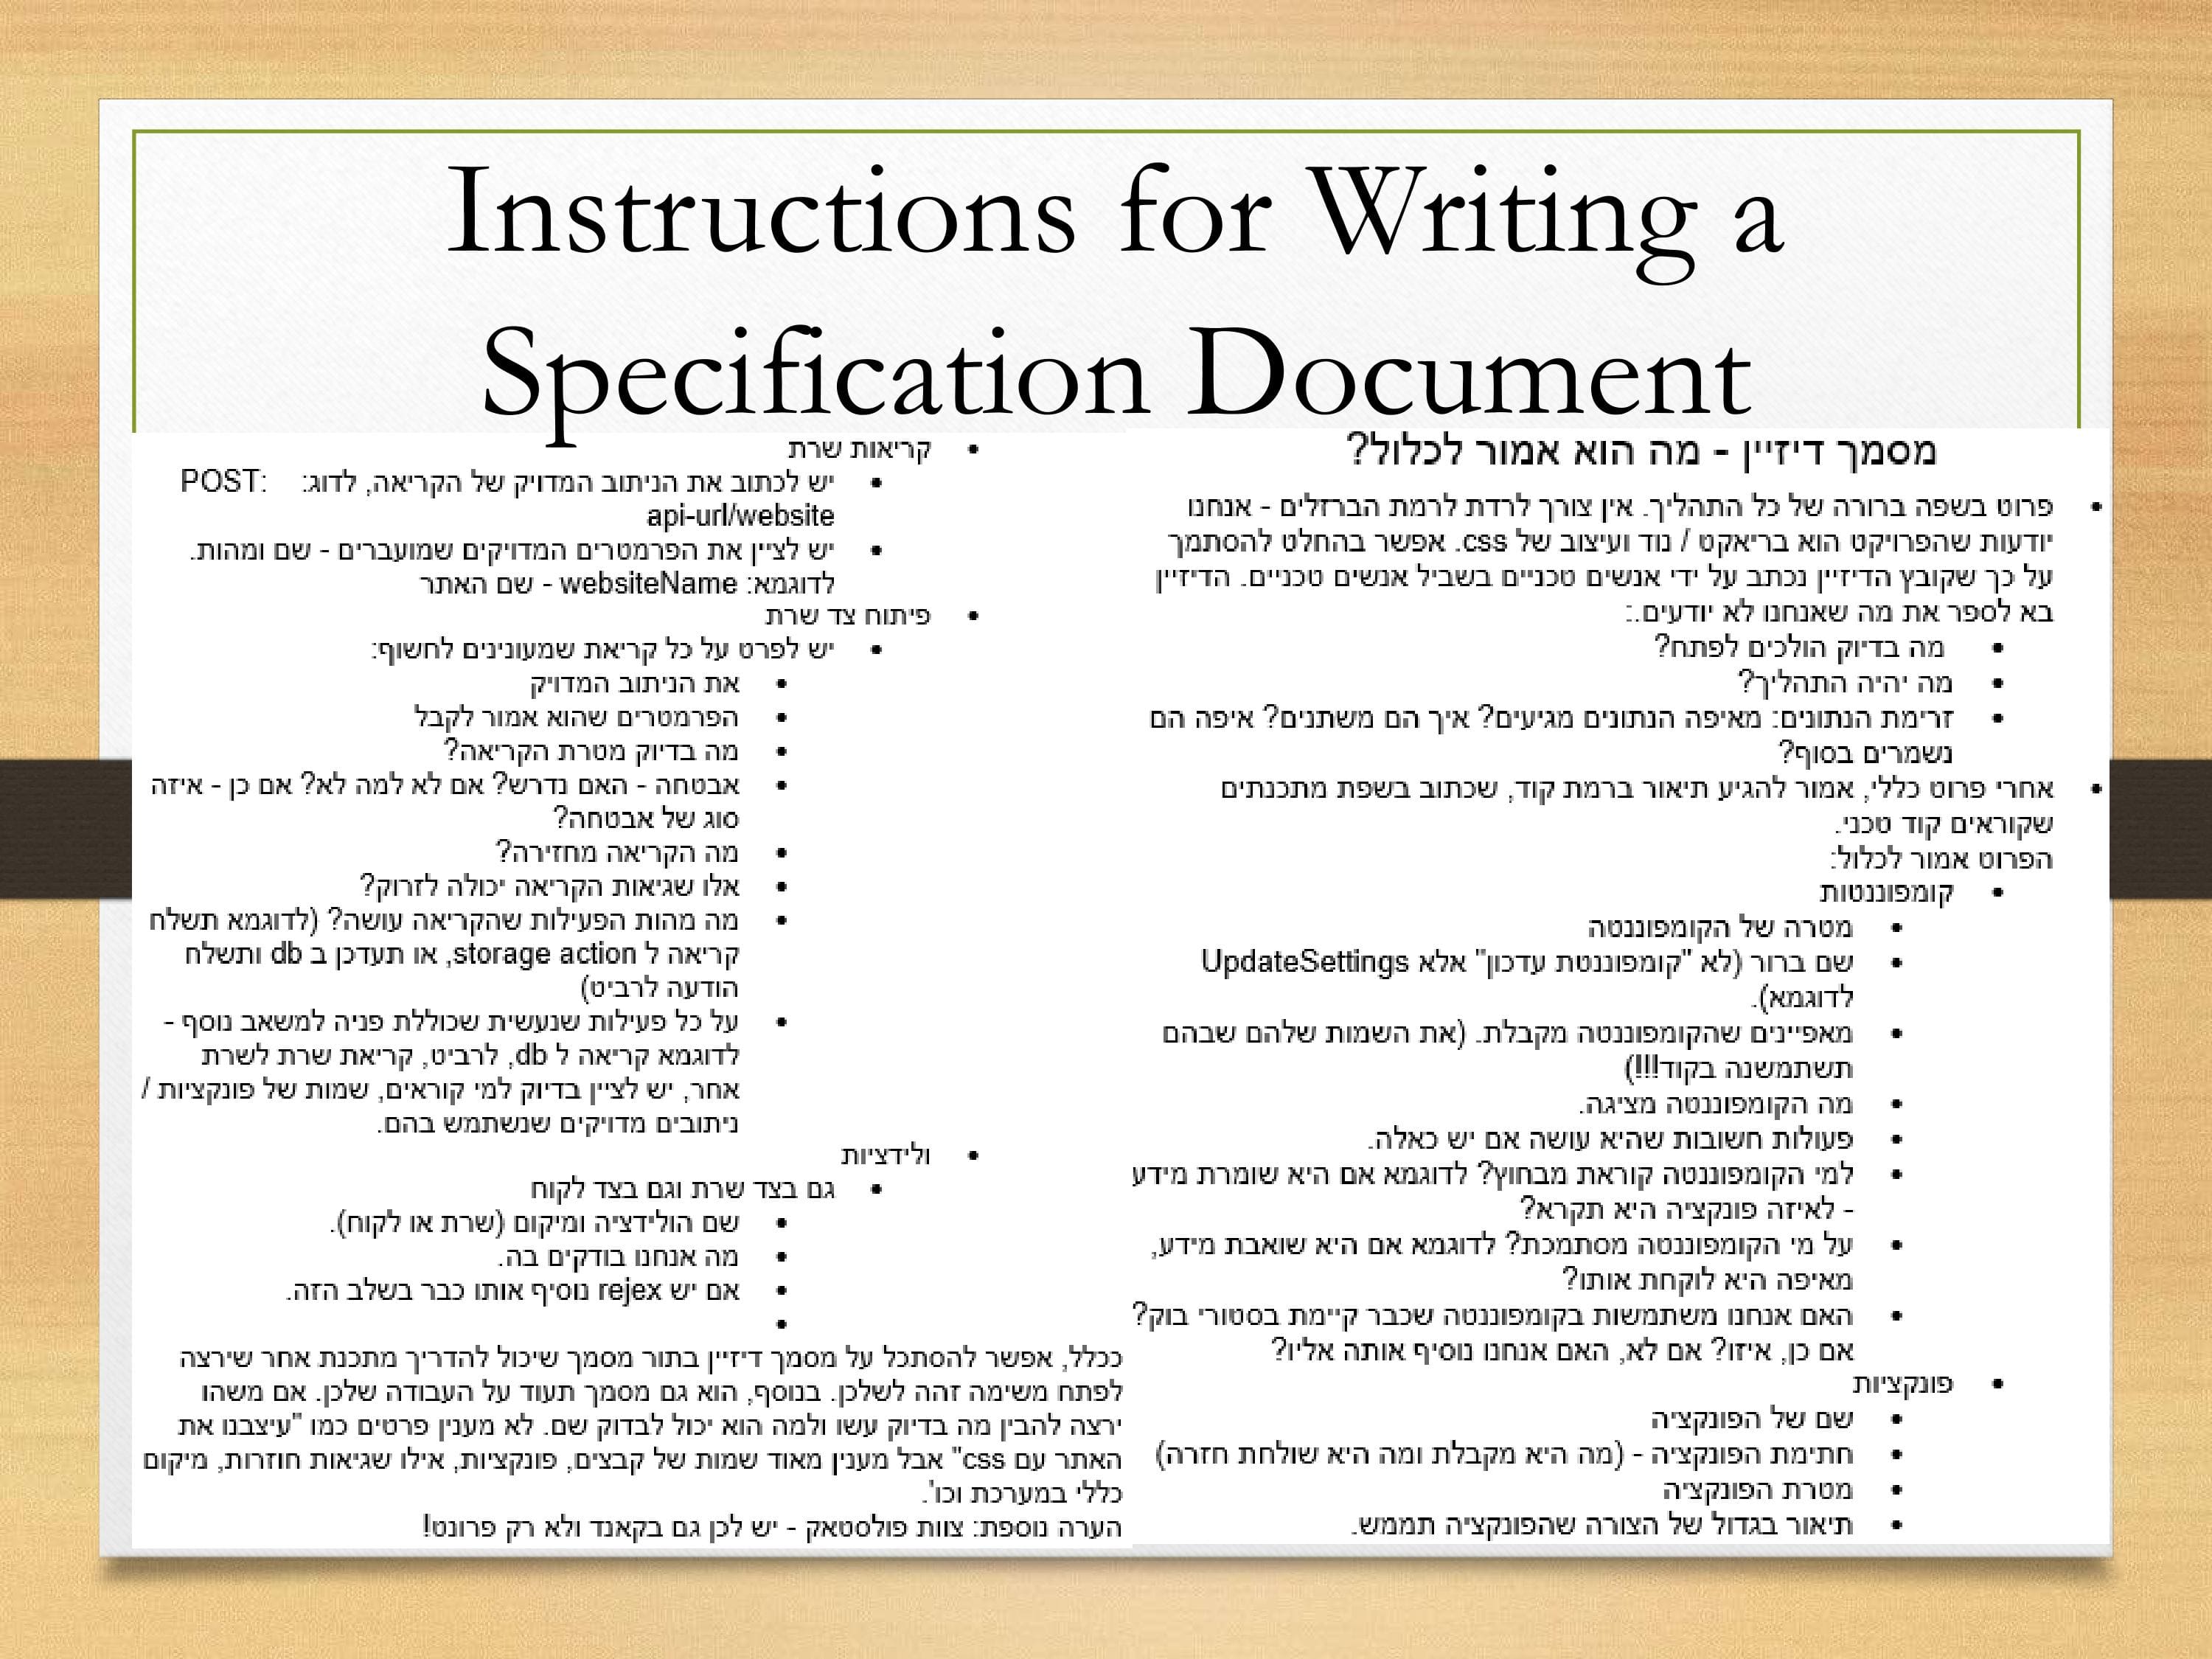 Instructions for Writing a
Specification Document
מסמך דיזיין - מה הוא אמור לכלול?
• פרוט בשפה ברורה של כל התהליך. אין צורך לרדת לרמת הברזלים - אנחנו
יודעות שהפרויקט הוא בריאקט / נוד ועיצוב של css. אפשר בהחלט להסתמך
על כך שקובץ הדיזיין נכתב על ידי אנשים טכניים בשביל אנשים טכניים. הדיזיין
בא לספר את מה שאנחנו לא יודעים.:
• מה בדיוק הולכים לפתח?
• מה יהיה התהליך?
• זרימת הנתונים: מאיפה הנתונים מגיעים? איך הם משתנים? איפה הם
נשמרים בסוף?
• אחרי פרוט כללי, אמור להגיע תיאור ברמת קוד, שכתוב בשפת מתכנתים
שקוראים קוד טכני.
הפרוט אמור לכלול:
• קומפוננטות
• מטרה של הקומפוננטה
• שם ברור (לא "קומפוננטת עדכון" אלא UpdateSettings
לדוגמא).
• מאפיינים שהקומפוננטה מקבלת. (את השמות שלהם שבהם
תשתמשנה בקוד!!!)
• מה הקומפוננטה מציגה.
• פעולות חשובות שהיא עושה אם יש כאלה.
• למי הקומפוננטה קוראת מבחוץ? לדוגמא אם היא שומרת מידע
- לאיזה פונקציה היא תקרא?
• על מי הקומפוננטה מסתמכת? לדוגמא אם היא שואבת מידע,
מאיפה היא לוקחת אותו?
• האם אנחנו משתמשות בקומפוננטה שכבר קיימת בסטורי בוק?
אם כן, איזו? אם לא, האם אנחנו נוסיף אותה אליו?
• פונקציות
• שם של הפונקציה
• חתימת הפונקציה - (מה היא מקבלת ומה היא שולחת חזרה)
• מטרת הפונקציה
• תיאור בגדול של הצורה שהפונקציה תממש.
• קריאות שרת
• יש לכתוב את הניתוב המדויק של הקריאה, לדוג: POST:
api-url/website
• יש לציין את הפרמטרים המדויקים שמועברים - שם ומהות.
לדוגמא: websiteName - שם האתר
• פיתוח צד שרת
• יש לפרט על כל קריאת שמעונינים לחשוף:
• את הניתוב המדויק
• הפרמטרים שהוא אמור לקבל
• מה בדיוק מטרת הקריאה?
• אבטחה - האם נדרש? אם לא למה לא? אם כן - איזה
סוג של אבטחה?
• מה הקריאה מחזירה?
• אלו שגיאות הקריאה יכולה לזרוק?
• מה מהות הפעילות שהקריאה עושה? (לדוגמא תשלח
קריאה ל storage action, או תעדכן ב db ותשלח
הודעה לרביט)
• על כל פעילות שנעשית שכוללת פניה למשאב נוסף -
לדוגמא קריאה ל db, לרביט, קריאת שרת לשרת
אחר, יש לציין בדיוק למי קוראים, שמות של פונקציות /
ניתובים מדויקים שנשתמש בהם.
• ולידציות
• גם בצד שרת וגם בצד לקוח
• שם הולידציה ומיקום (שרת או לקוח).
• מה אנחנו בודקים בה.
• אם יש rejex נוסיף אותו כבר בשלב הזה.
•
ככלל, אפשר להסתכל על מסמך דיזיין בתור מסמך שיכול להדריך מתכנת אחר שירצה
לפתח משימה זהה לשלכן. בנוסף, הוא גם מסמך תעוד על העבודה שלכן. אם משהו
ירצה להבין מה בדיוק עשו ולמה הוא יכול לבדוק שם. לא מענין פרטים כמו "עיצבנו את
האתר עם css" אבל מענין מאוד שמות של קבצים, פונקציות, אילו שגיאות חוזרות, מיקום
כללי במערכת וכו'.
הערה נוספת: צוות פולסטאק - יש לכן גם בקאנד ולא רק פרונט!